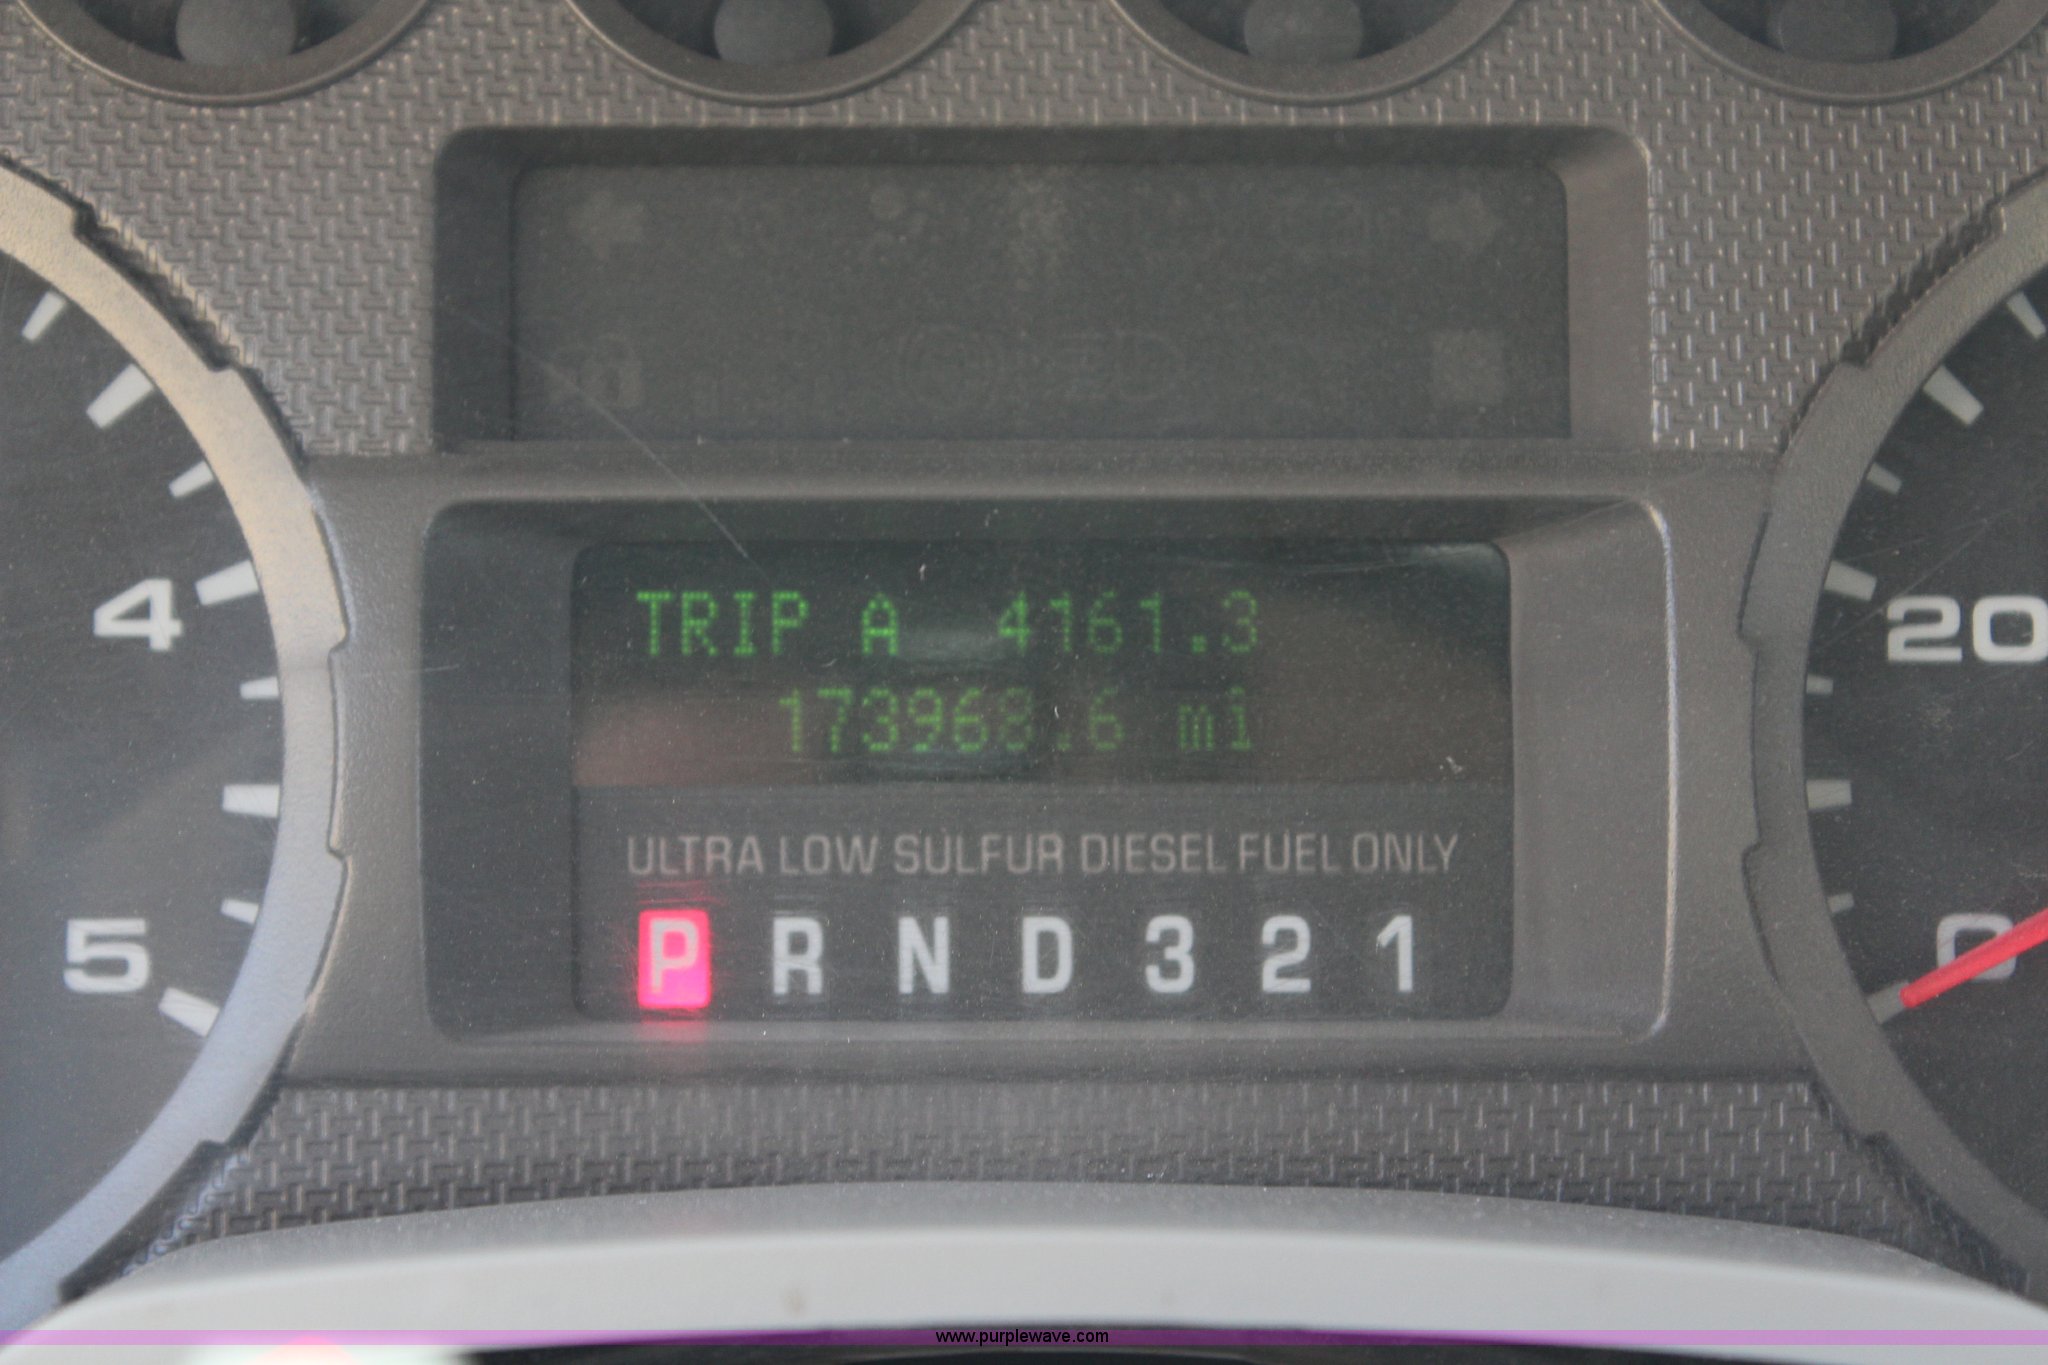 TRIP A 4161.3
173968.6 mi
ULTRA LOW SULFUR DIESEL FUEL ONLY
P R N D 3 2 1
4
5
20
0
www.purplewave.com